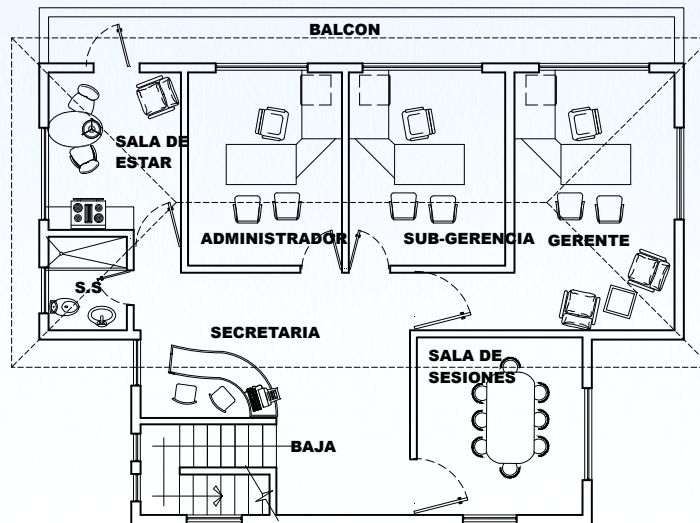 BALCON
SALA DE
ESTAR
ADMINISTRADOR
SUB-GERENCIA
GERENTE
S.S
SECRETARIA
SALA DE
SESIONES
BAJA